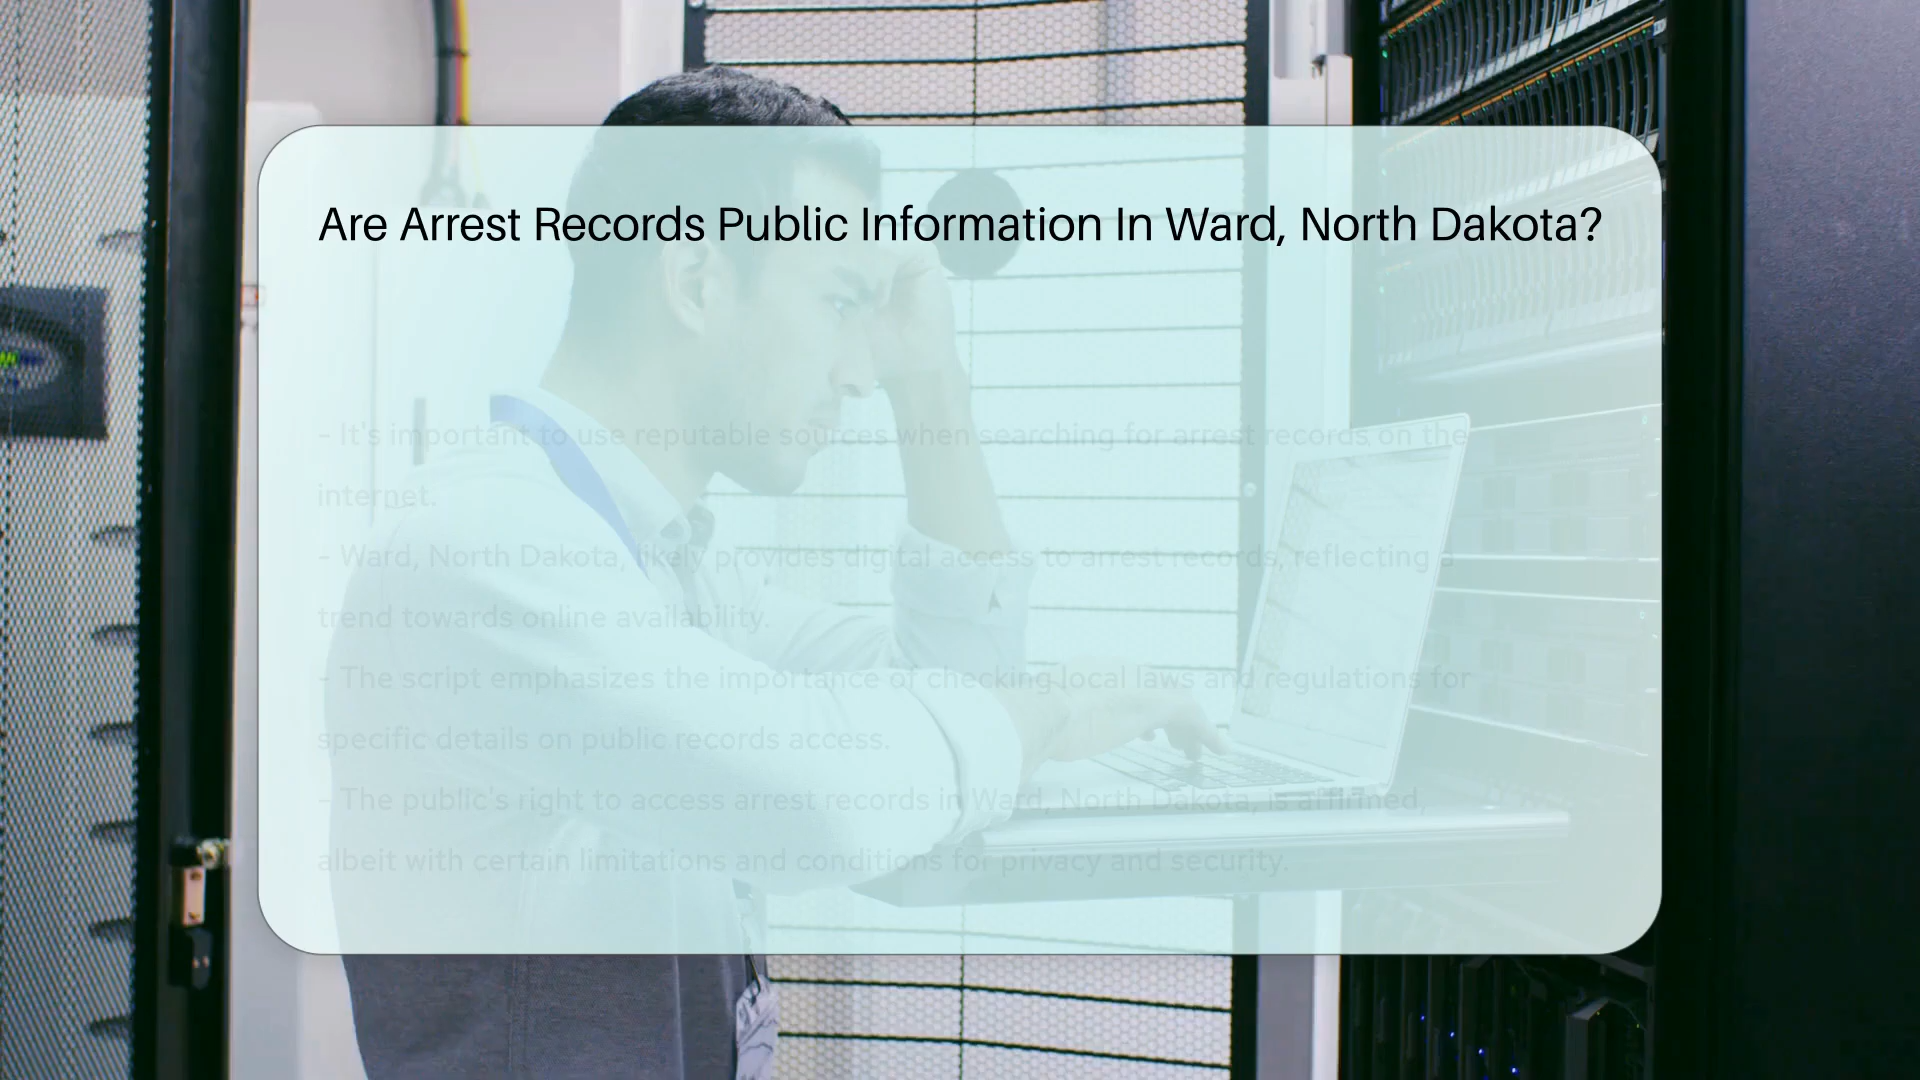 Are Arrest Records Public Information In Ward, North Dakota?
– It's important to use reputable sources when searching for arrest records on the
internet.
– Ward, North Dakota, likely provides digital access to arrest records, reflecting a
trend towards online availability.
– The script emphasizes the importance of checking local laws and regulations for
specific details on public records access.
– The public's right to access arrest records in Ward, North Dakota, is affirmed,
albeit with certain limitations and conditions for privacy and security.